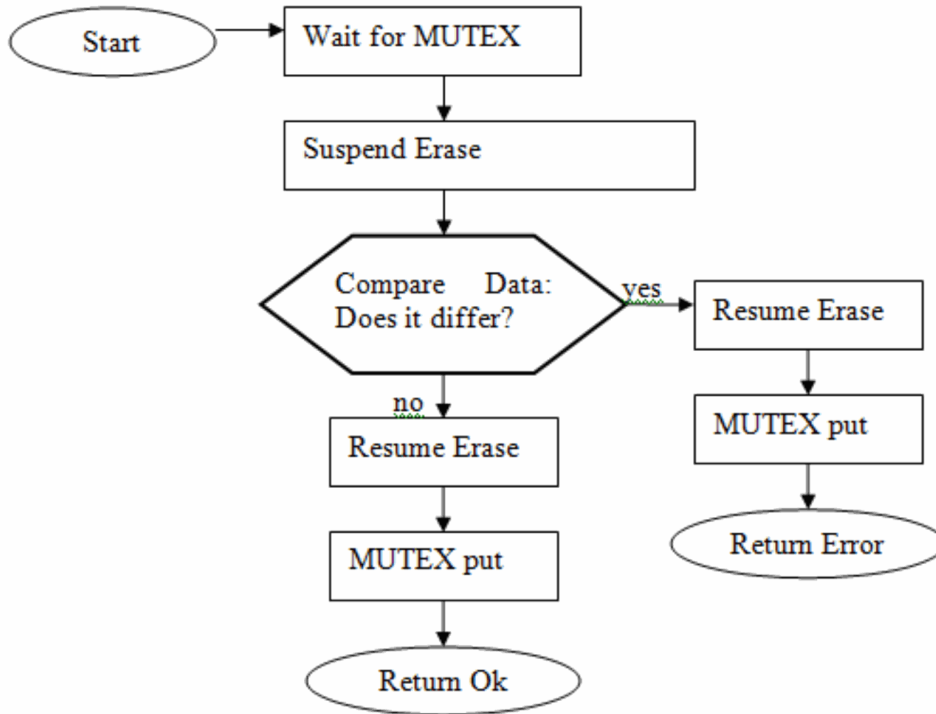 Start
Wait for MUTEX
Suspend Erase
Compare Data:
Does it differ?
yes
Resume Erase
MUTEX put
Return Error
no
Resume Erase
MUTEX put
Return Ok